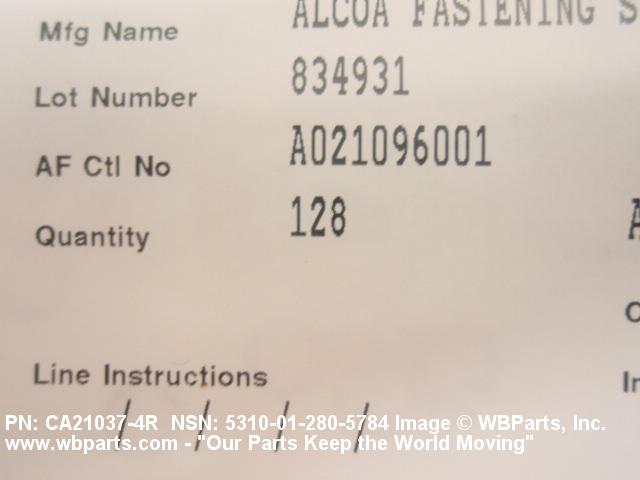 Mfg Name ALCOA FASTENING S
Lot Number 834931
AF Ctl No A021096001
Quantity 128
Line Instructions
/ / / /
PN: CA21037-4R NSN: 5310-01-280-5784 Image © WBParts, Inc.
www.wbparts.com - "Our Parts Keep the World Moving"